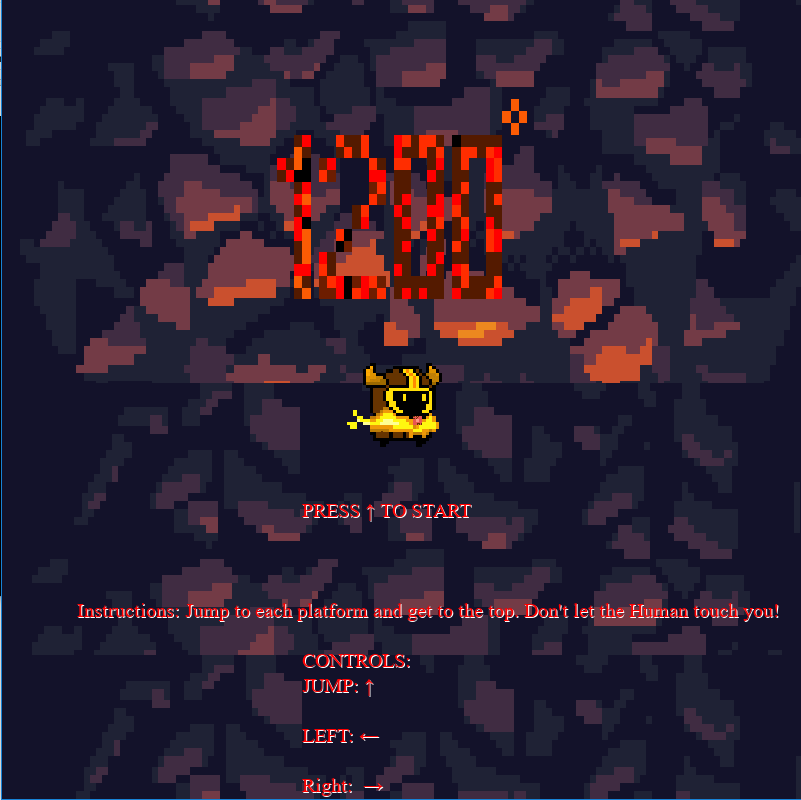 1200°
PRESS ↑ TO START
Instructions: Jump to each platform and get to the top. Don't let the Human touch you!
CONTROLS:
JUMP: ↑
LEFT: ←
Right: →